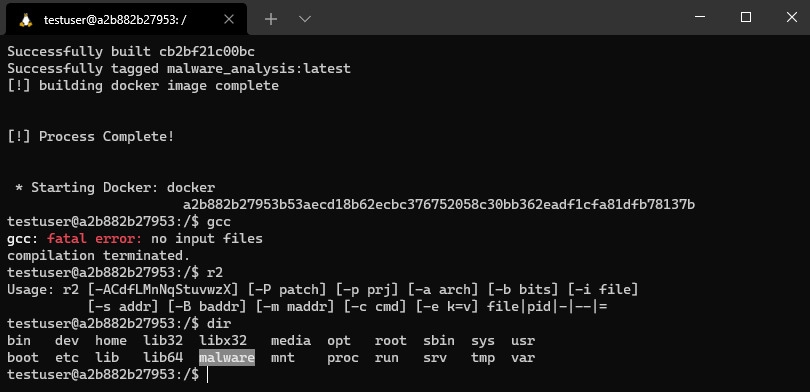 testuser@a2b882b27953: /
Successfully built cb2bf21c00bc
Successfully tagged malware_analysis:latest
[!] building docker image complete
[!] Process Complete!
* Starting Docker: docker
a2b882b27953b53aecd18b62ecbc376752058c30bb362eadf1cfa81dfb78137b
testuser@a2b882b27953:/$ gcc
gcc: fatal error: no input files
compilation terminated.
testuser@a2b882b27953:/$ r2
Usage: r2 [-ACdfLMnNqStuvwzX] [-P patch] [-p prj] [-a arch] [-b bits] [-i file]
[-s addr] [-B baddr] [-m maddr] [-c cmd] [-e k=v] file|pid|-|--|=
testuser@a2b882b27953:/$ dir
bin dev home lib32 libx32 media opt root sbin sys usr
boot etc lib lib64 malware mnt proc run srv tmp var
testuser@a2b882b27953:/$